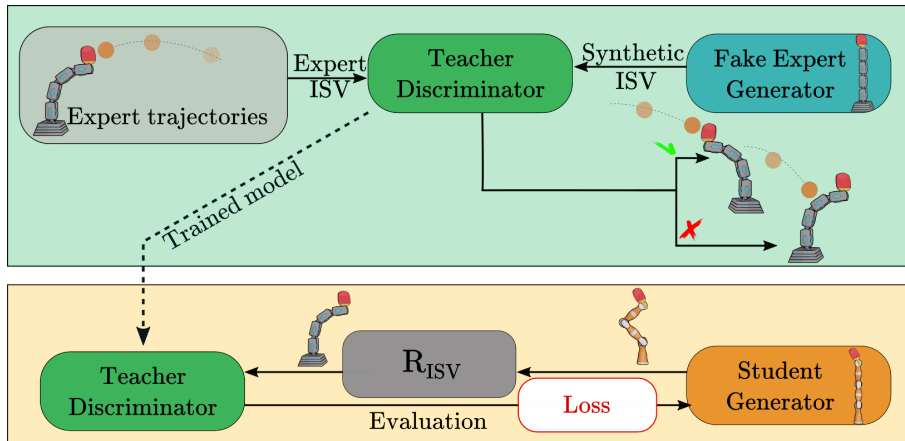 Expert trajectories
Expert
ISV
Teacher
Discriminator
Synthetic
ISV
Fake Expert
Generator
Trained model
Teacher
Discriminator
R_ISV
Student
Generator
Evaluation
Loss